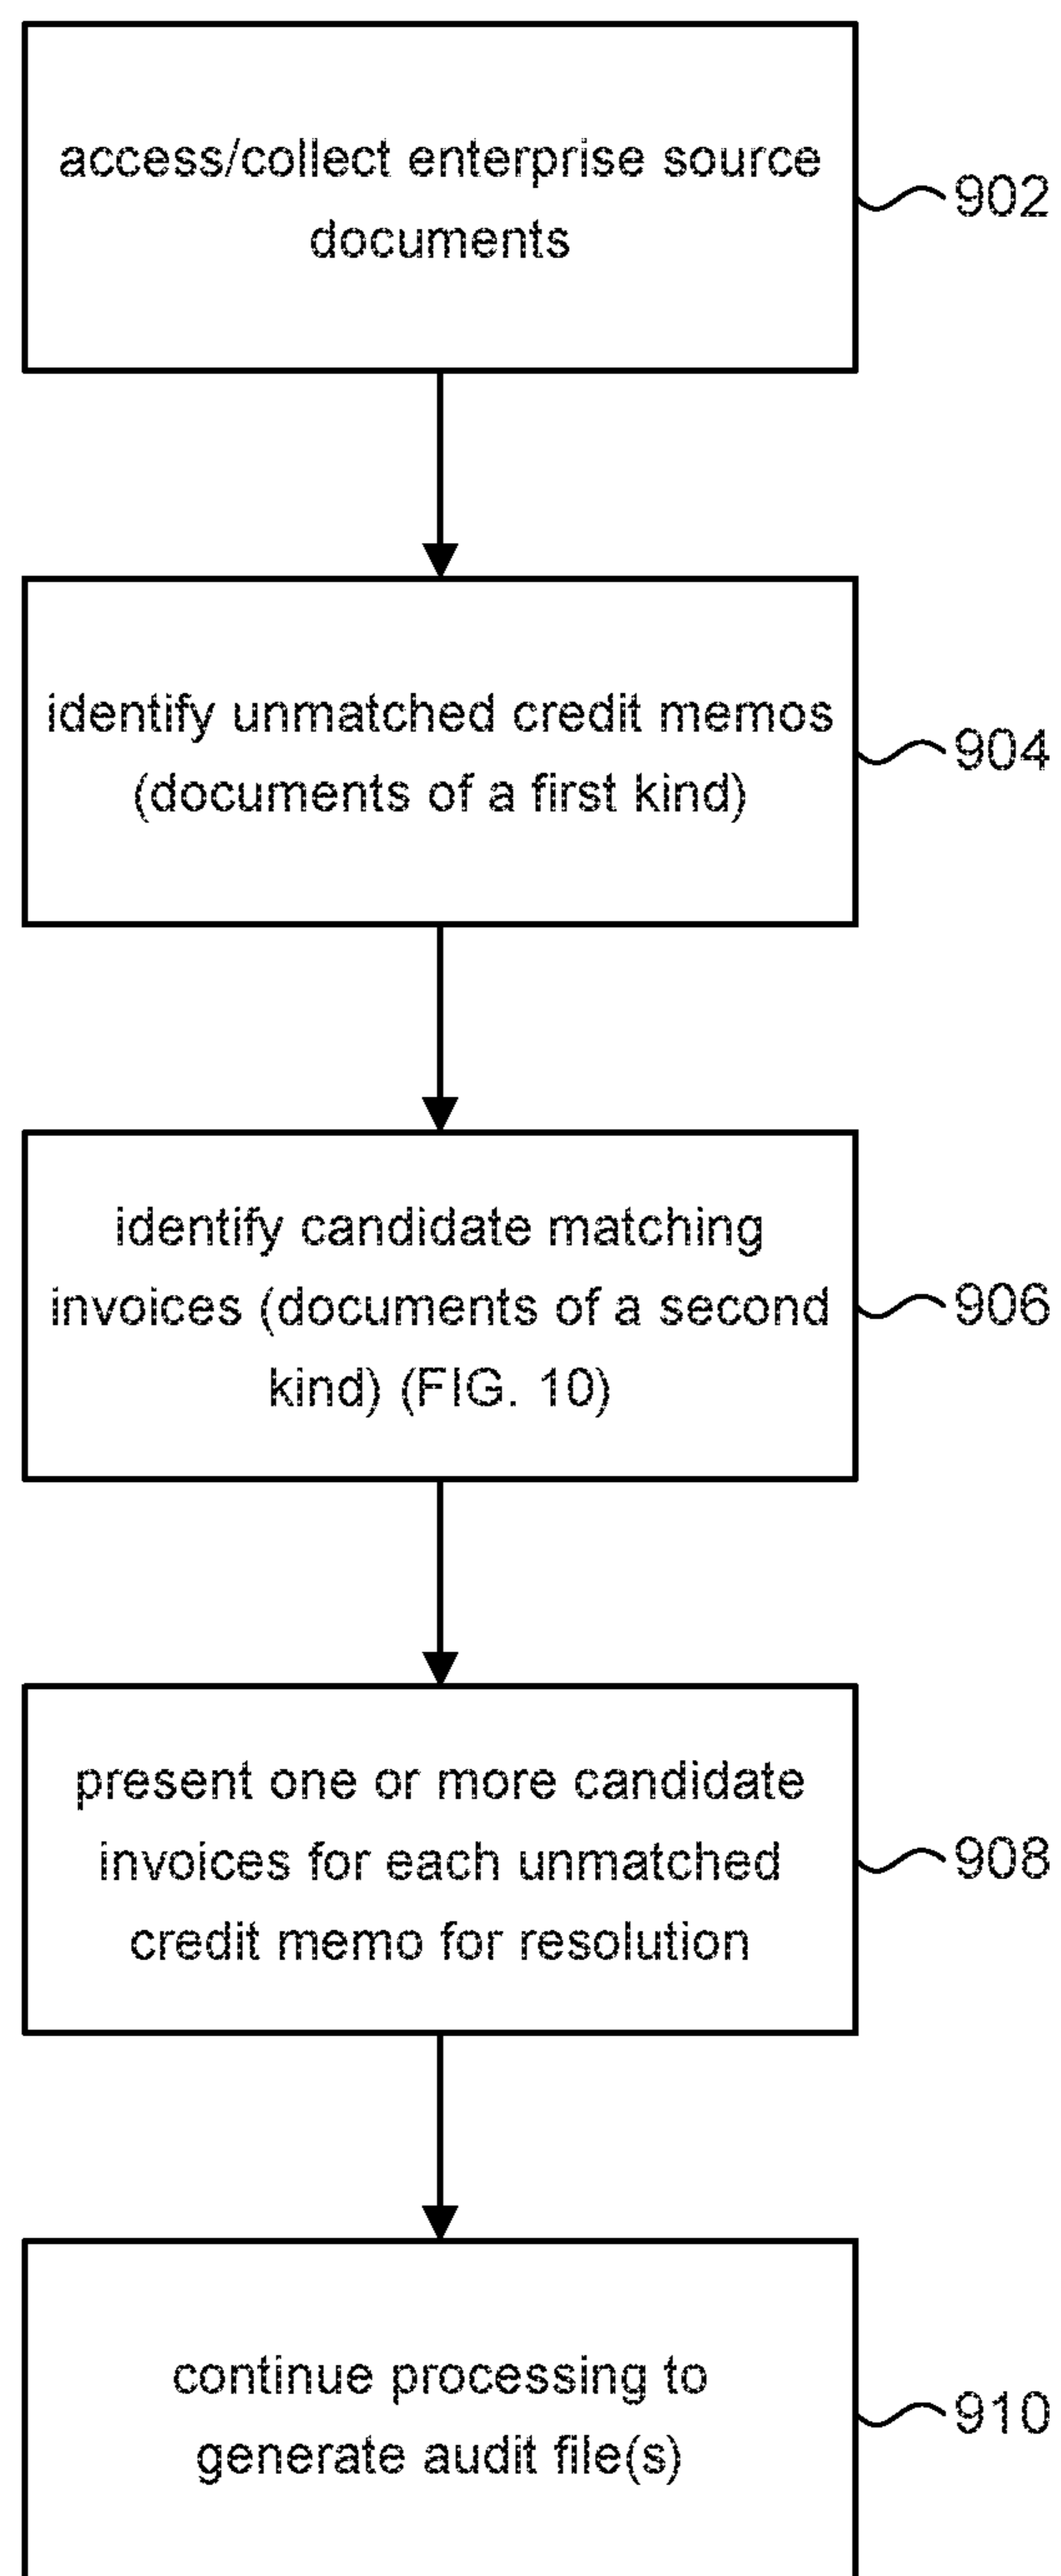 access/collect enterprise source
documents
902
identify unmatched credit memos
(documents of a first kind)
904
identify candidate matching
invoices (documents of a second
kind) (FIG. 10)
906
present one or more candidate
invoices for each unmatched
credit memo for resolution
908
continue processing to
generate audit file(s)
910